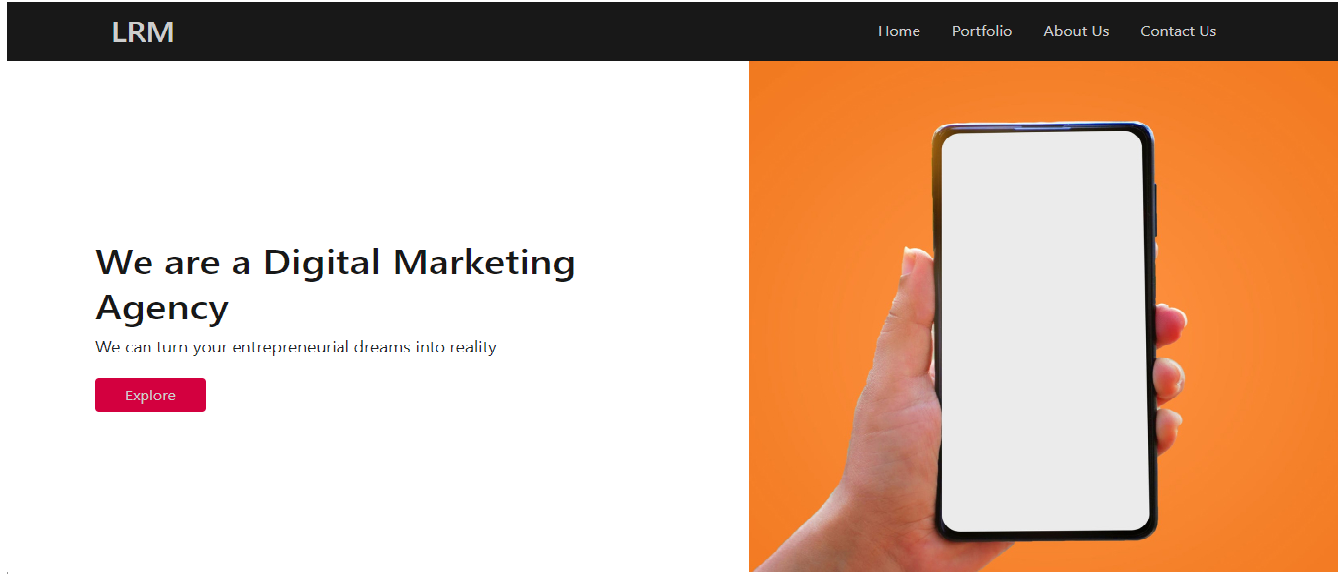 LRM
Home Portfolio About Us Contact Us
We are a Digital Marketing
Agency
We can turn your entrepreneurial dreams into reality
Explore